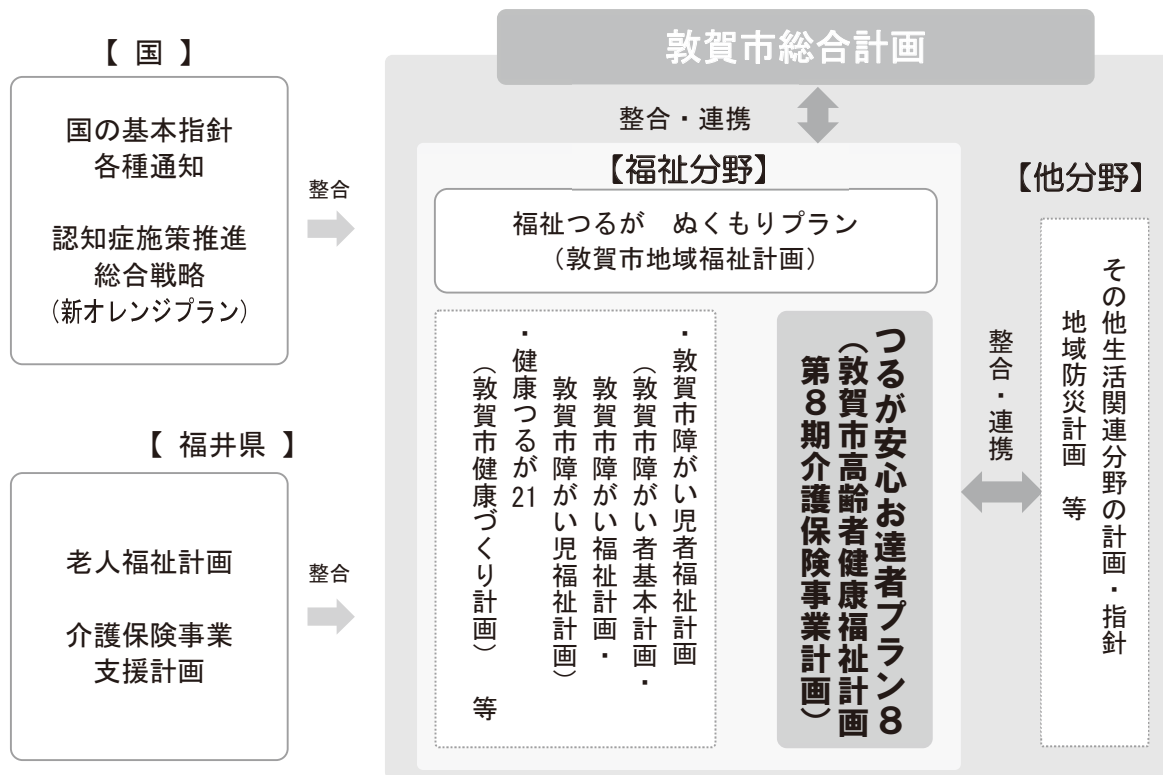 【 国 】
国の基本指針
各種通知
認知症施策推進
総合戦略
（新オレンジプラン）
整合
【 福井県 】
老人福祉計画
介護保険事業
支援計画
整合
敦賀市総合計画
整合・連携
【福祉分野】
福祉つるが　ぬくもりプラン
（敦賀市地域福祉計画）
つるが安心お達者プラン８
（敦賀市高齢者健康福祉計画
第８期介護保険事業計画）
・敦賀市障がい児者福祉計画
（敦賀市障がい者基本計画・
敦賀市障がい福祉計画・
敦賀市障がい児福祉計画）
・健康つるが21
（敦賀市健康づくり計画）　等
整合・連携
【他分野】
その他生活関連分野の計画・指針
地域防災計画　等